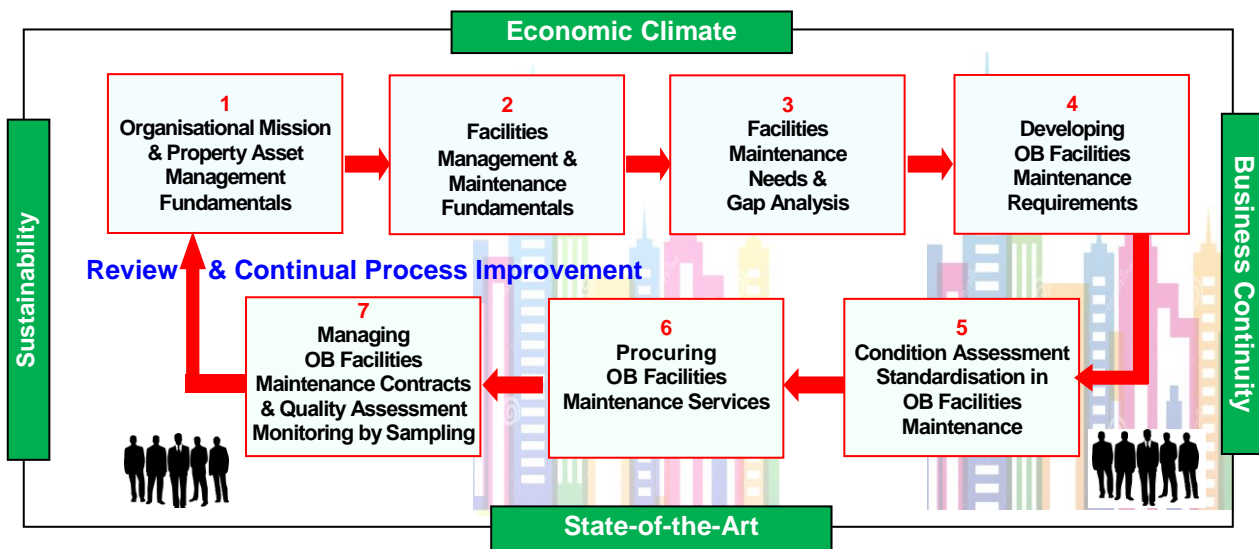 Economic Climate
Sustainability
Business Continuity
1
Organisational Mission
& Property Asset
Management
Fundamentals
2
Facilities
Management &
Maintenance
Fundamentals
3
Facilities
Maintenance
Needs &
Gap Analysis
4
Developing
OB Facilities
Maintenance
Requirements
Review & Continual Process Improvement
7
Managing
OB Facilities
Maintenance Contracts
& Quality Assessment
Monitoring by Sampling
6
Procuring
OB Facilities
Maintenance Services
5
Condition Assessment
Standardisation in
OB Facilities
Maintenance
State-of-the-Art